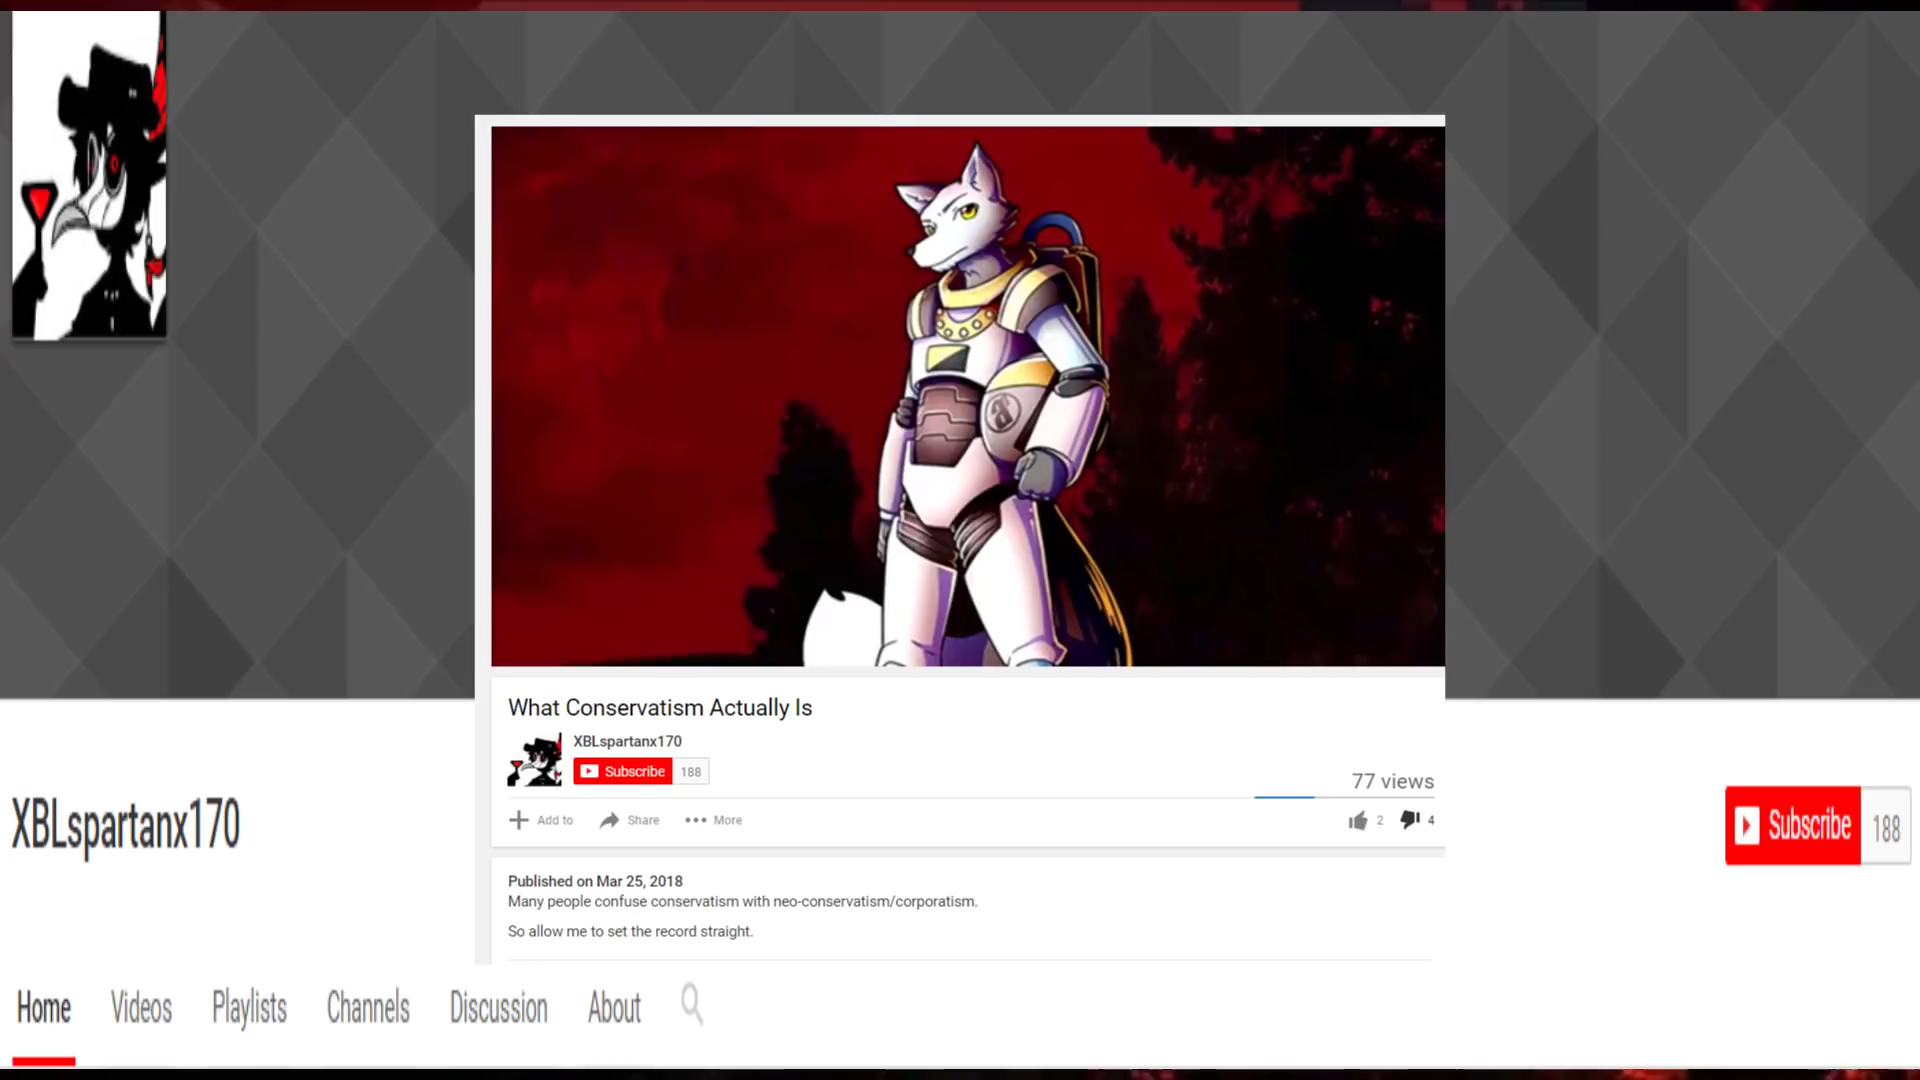 What Conservatism Actually Is
XBLspartanx170
Subscribe 188
77 views
Add to Share More 2 4
Published on Mar 25, 2018
Many people confuse conservatism with neo-conservatism/corporatism.
So allow me to set the record straight.
XBLspartanx170
Subscribe 188
Home Videos Playlists Channels Discussion About